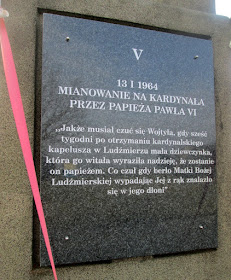 V
13 I 1964
MIANOWANIE NA KARDYNAŁA
PRZEZ PAPIEŻA PAWŁA VI
„Jakże musiał czuć się Wojtyła, gdy sześć
tygodni po otrzymaniu kardynalskiego
kapelusza w Ludźmierzu mała dziewczynka,
która go witała wyraziła nadzieję, że zostanie
on papieżem. Co czuł gdy berło Matki Bożej
Ludźmierskiej wypadając Jej z rąk znalazło
się w jego dłoni”